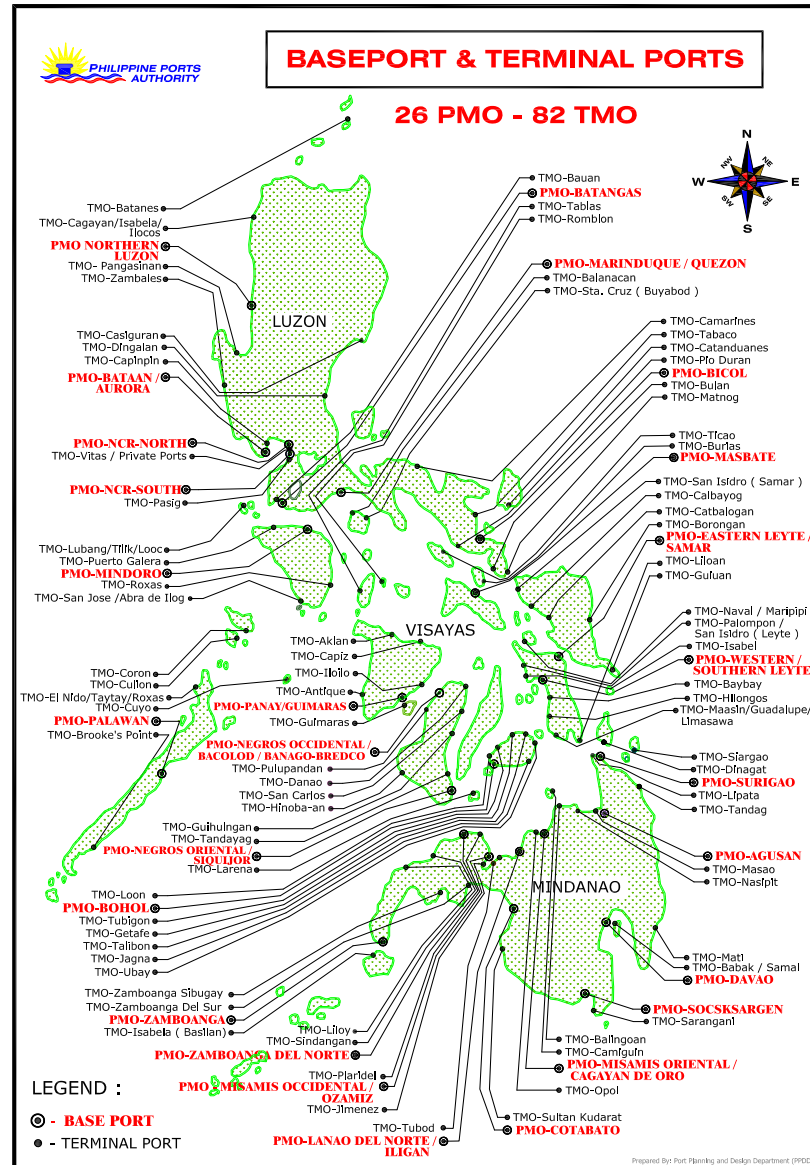 PHILIPPINE PORTS
AUTHORITY
BASEPORT & TERMINAL PORTS
26 PMO - 82 TMO
N
NW
NE
W
E
SW
SE
S
TMO-Batanes
TMO-Cagayan/Isabela/
Ilocos
PMO NORTHERN
LUZON
TMO- Pangasinan
TMO-Zambales
TMO-Casiguran
TMO-Dingalan
TMO-Capinpin
PMO-BATAAN /
AURORA
PMO-NCR-NORTH
TMO-Vitas / Private Ports
PMO-NCR-SOUTH
TMO-Pasig
TMO-Lubang/Tilik/Looc
TMO-Puerto Galera
PMO-MINDORO
TMO-Roxas
TMO-San Jose /Abra de Ilog
LUZON
TMO-Bauan
PMO-BATANGAS
TMO-Tablas
TMO-Romblon
PMO-MARINDUQUE / QUEZON
TMO-Balanacan
TMO-Sta. Cruz ( Buyabod )
TMO-Camarines
TMO-Tabaco
TMO-Catanduanes
TMO-Pio Duran
PMO-BICOL
TMO-Bulan
TMO-Matnog
TMO-Ticao
TMO-Burias
PMO-MASBATE
TMO-San Isidro ( Samar )
TMO-Calbayog
TMO-Catbalogan
TMO-Borongan
PMO-EASTERN LEYTE /
SAMAR
TMO-Liloan
TMO-Guiuan
VISAYAS
TMO-Naval / Maripipi
TMO-Palompon /
San Isidro ( Leyte )
TMO-Isabel
PMO-WESTERN /
SOUTHERN LEYTE
TMO-Baybay
TMO-Hilongos
TMO-Maasin/Guadalupe/
Limasawa
TMO-Aklan
TMO-Capiz
TMO-Iloilo
TMO-Antique
PMO-PANAY/GUIMARAS
TMO-Guimaras
TMO-Coron
TMO-Culion
TMO-El Nido/Taytay/Roxas
TMO-Cuyo
PMO-PALAWAN
TMO-Brooke's Point
PMO-NEGROS OCCIDENTAL /
BACOLOD / BANAGO-BREDCO
TMO-Pulupandan
TMO-Danao
TMO-San Carlos
TMO-Hinoba-an
TMO-Guihulngan
TMO-Tandayag
PMO-NEGROS ORIENTAL /
SIQUIJOR
TMO-Larena
TMO-Loon
PMO-BOHOL
TMO-Tubigon
TMO-Getafe
TMO-Talibon
TMO-Jagna
TMO-Ubay
TMO-Siargao
TMO-Dinagat
PMO-SURIGAO
TMO-Lipata
TMO-Tandag
PMO-AGUSAN
TMO-Masao
TMO-Nasipit
MINDANAO
TMO-Mati
TMO-Babak / Samal
PMO-DAVAO
PMO-SOCSKSARGEN
TMO-Sarangani
TMO-Zamboanga Sibugay
TMO-Zamboanga Del Sur
PMO-ZAMBOANGA
TMO-Isabela ( Basilan)
TMO-Liloy
TMO-Sindangan
PMO-ZAMBOANGA DEL NORTE
TMO-Plaridel
PMO - MISAMIS OCCIDENTAL /
OZAMIZ
TMO-Jimenez
TMO-Tubod
PMO-LANAO DEL NORTE /
ILIGAN
TMO-Balingoan
TMO-Camiguin
PMO-MISAMIS ORIENTAL /
CAGAYAN DE ORO
TMO-Opol
TMO-Sultan Kudarat
PMO-COTABATO
LEGEND :
- BASE PORT
- TERMINAL PORT
Prepared By: Port Planning and Design Department (PPDD